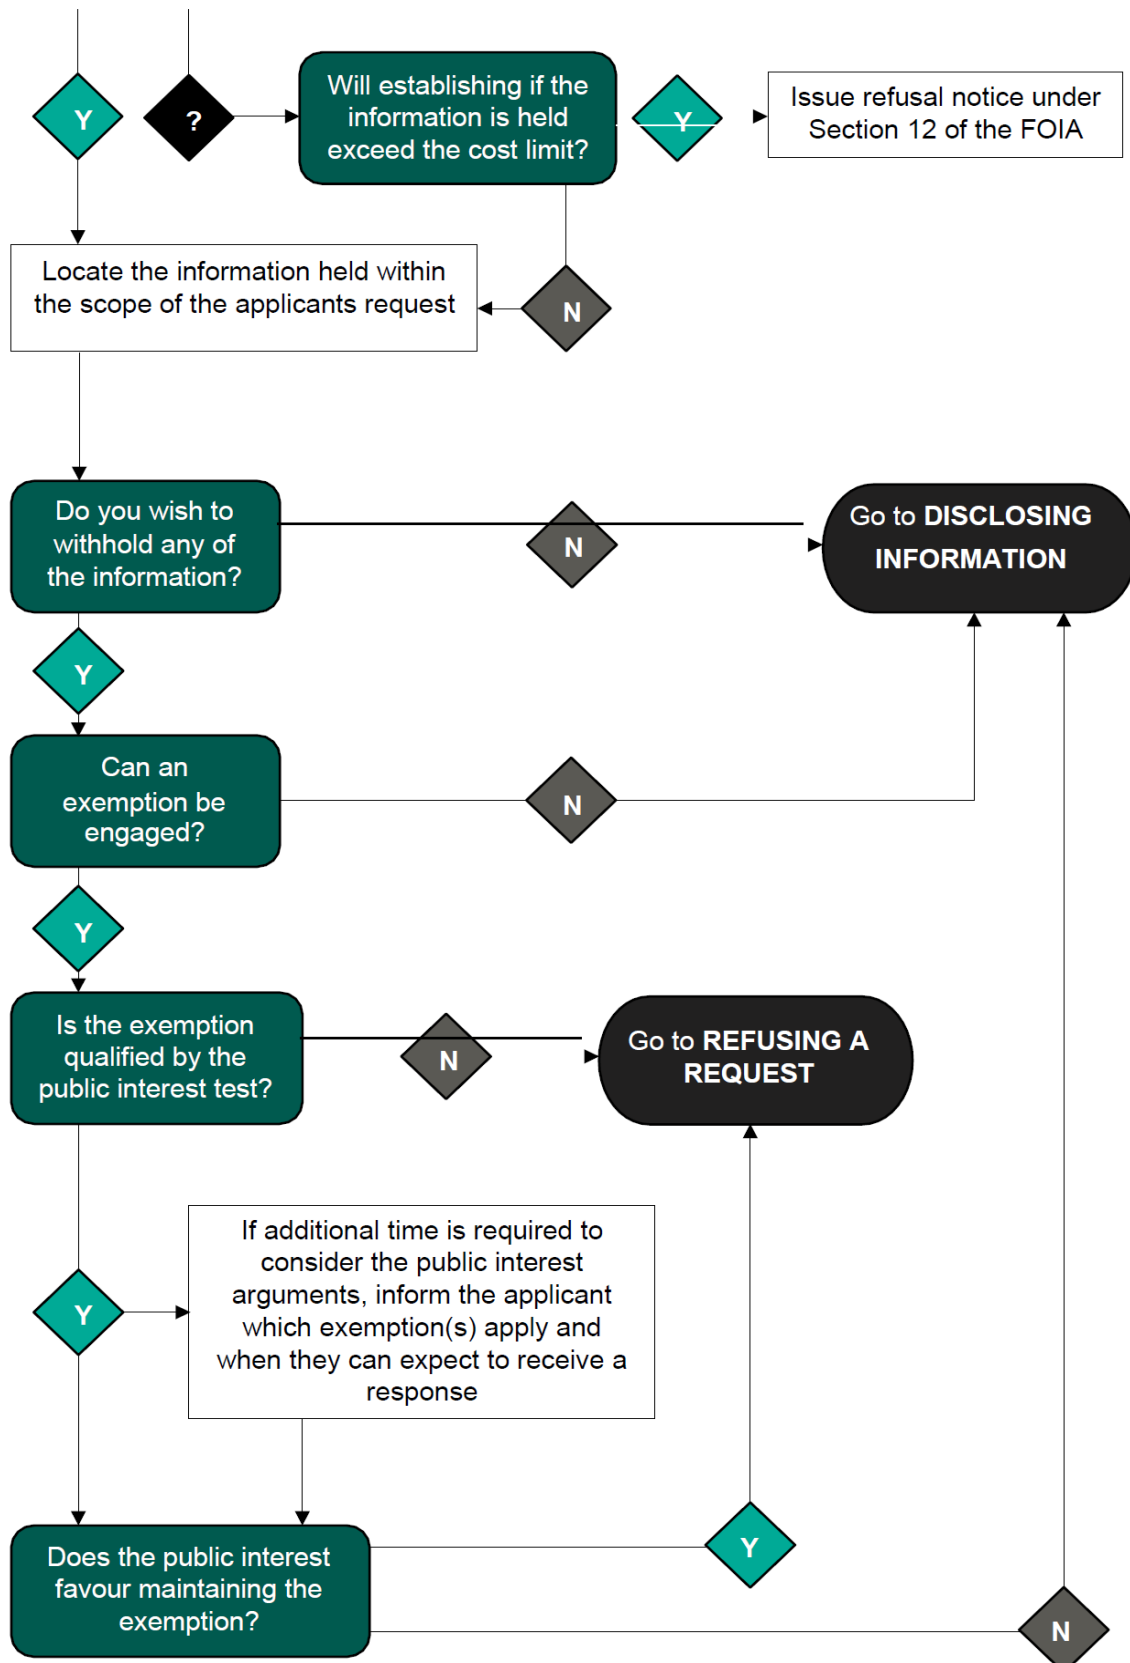 Y
?
Will establishing if the
information is held
exceed the cost limit?
Y
Issue refusal notice under
Section 12 of the FOIA
Locate the information held within
the scope of the applicants request
N
Do you wish to
withhold any of
the information?
N
Go to DISCLOSING
INFORMATION
Y
Can an
exemption be
engaged?
N
Y
Is the exemption
qualified by the
public interest test?
N
Go to REFUSING A
REQUEST
If additional time is required to
consider the public interest
arguments, inform the applicant
which exemption(s) apply and
when they can expect to receive a
response
Y
Does the public interest
favour maintaining the
exemption?
Y
N